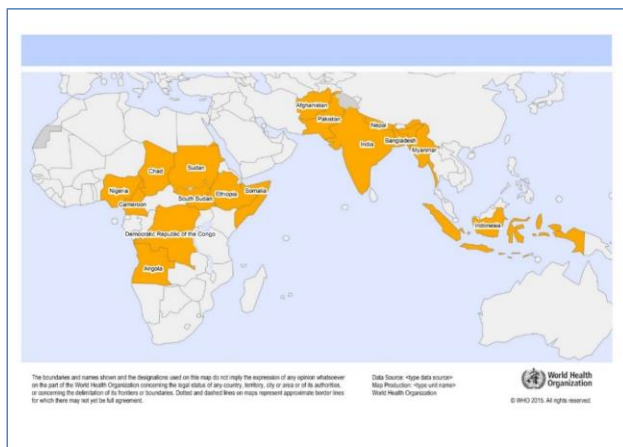 Afghanistan
Pakistan
Nepal
India
Bangladesh
Myanmar
Chad
Sudan
Nigeria
Cameroon
South Sudan
Ethiopia
Somalia
Democratic Republic of the Congo
Angola
Indonesia
The boundaries and names shown and the designations used on this map do not imply the expression of any opinion whatsoever
on the part of the World Health Organization concerning the legal status of any country, territory, city or area or of its authorities,
or concerning the delimitation of its frontiers or boundaries. Dotted and dashed lines on maps represent approximate border lines
for which there may not yet be full agreement.
Data Source: <type data source>
Map Production: <type unit name>
World Health Organization
World Health
Organization
© WHO 2015. All rights reserved.